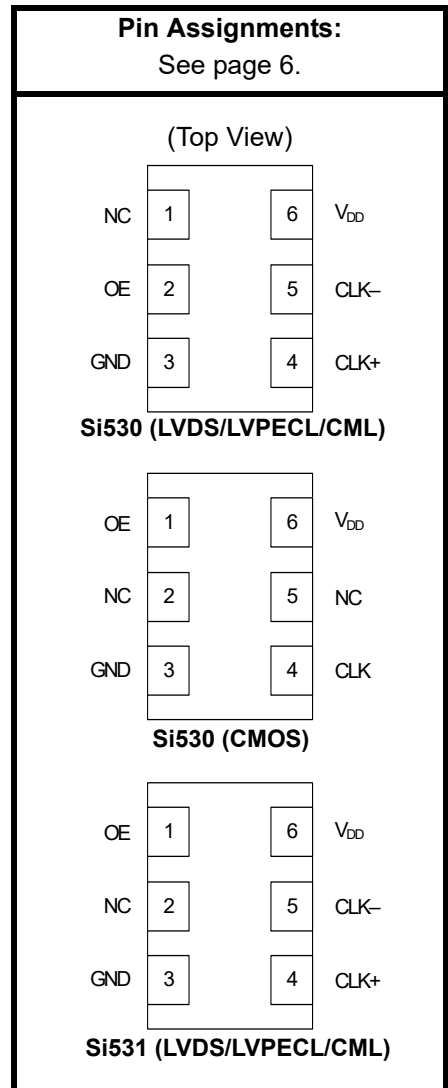 Pin Assignments:
See page 6.
(Top View)
NC 1 6 VDD
OE 2 5 CLK–
GND 3 4 CLK+
Si530 (LVDS/LVPECL/CML)
OE 1 6 VDD
NC 2 5 NC
GND 3 4 CLK
Si530 (CMOS)
OE 1 6 VDD
NC 2 5 CLK–
GND 3 4 CLK+
Si531 (LVDS/LVPECL/CML)